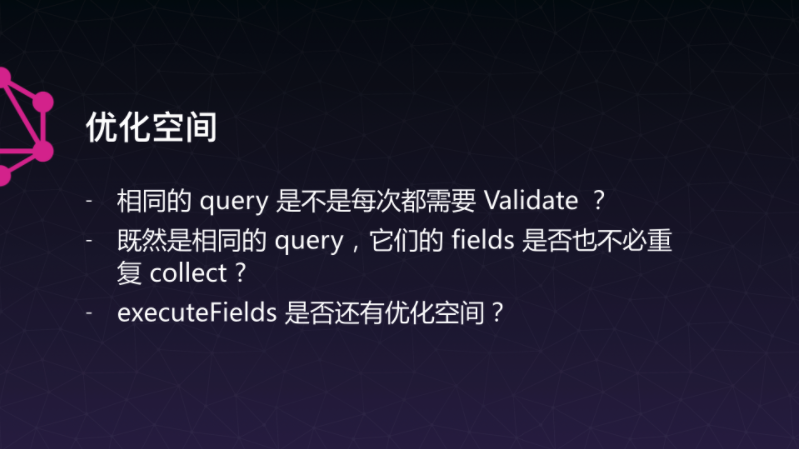 优化空间
- 相同的 query 是不是每次都需要 Validate ？
- 既然是相同的 query，它们的 fields 是否也不必重
复 collect？
- executeFields 是否还有优化空间？